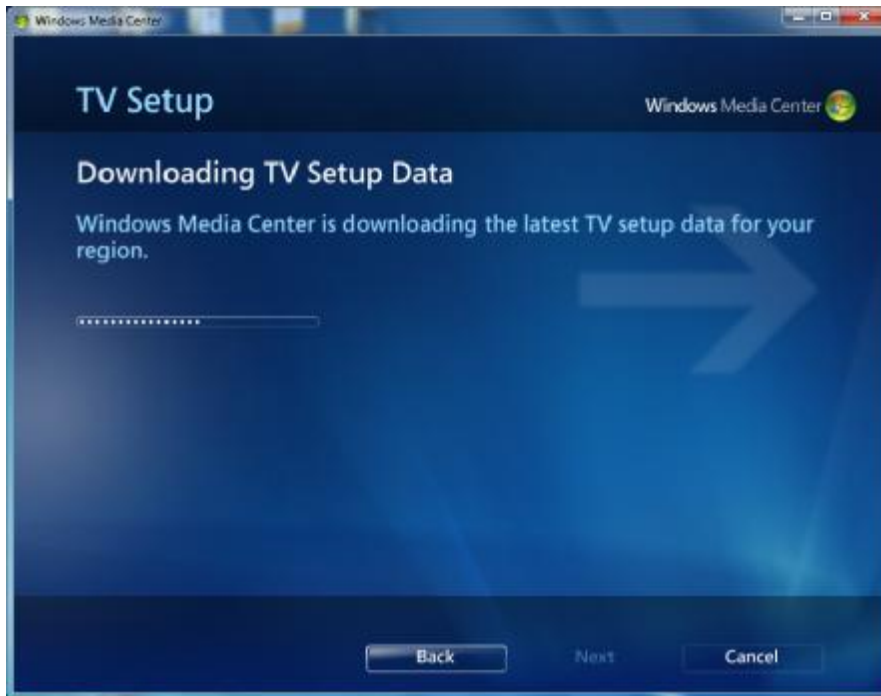 Windows Media Center
TV Setup
Windows Media Center
Downloading TV Setup Data
Windows Media Center is downloading the latest TV setup data for your
region.
Back
Next
Cancel